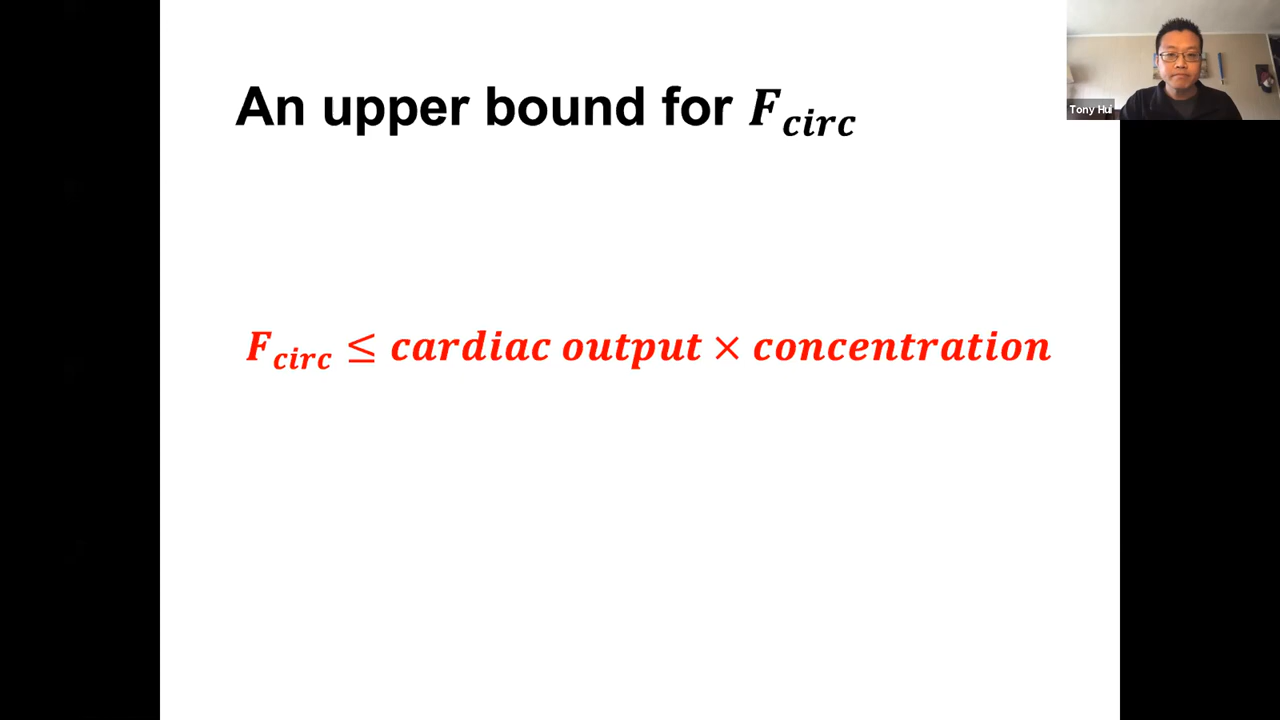 An upper bound for F_circ
Tony Hui
F_circ ≤ cardiac output × concentration